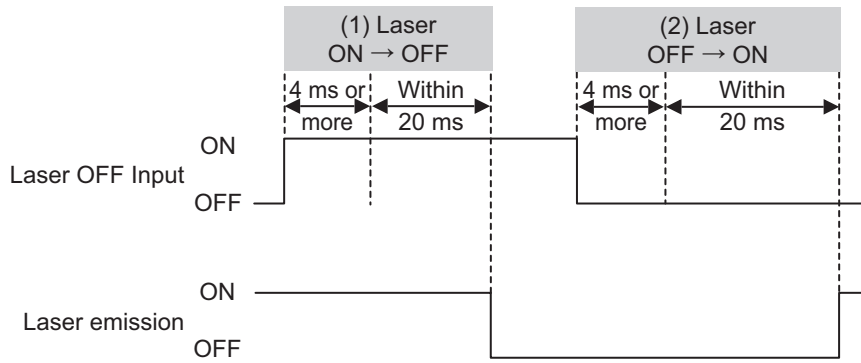 (1) Laser
ON → OFF
(2) Laser
OFF → ON
4 ms or
more
Within
20 ms
4 ms or
more
Within
20 ms
Laser OFF Input
ON
OFF
Laser emission
ON
OFF